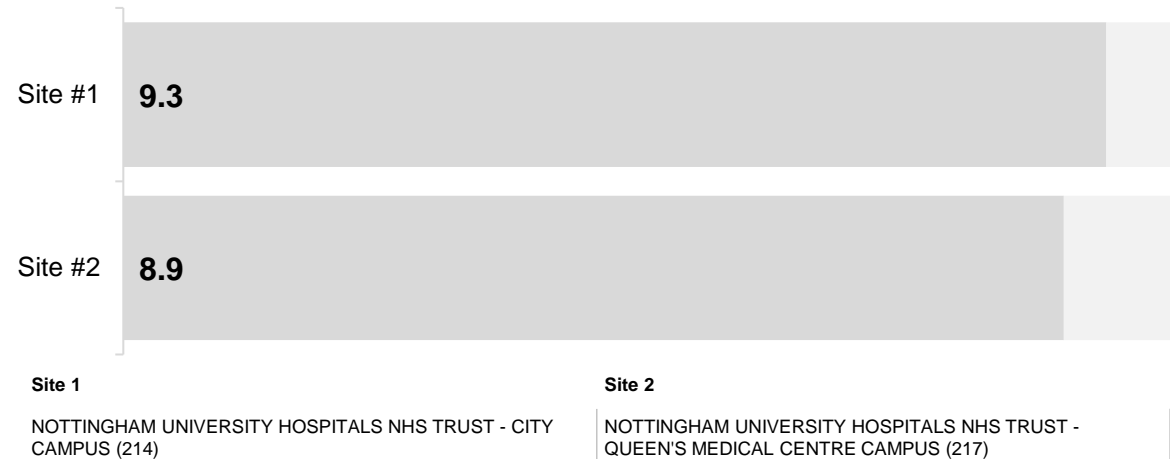 Site #1
9.3
Site #2
8.9
Site 1
Site 2
NOTTINGHAM UNIVERSITY HOSPITALS NHS TRUST - CITY
CAMPUS (214)
NOTTINGHAM UNIVERSITY HOSPITALS NHS TRUST -
QUEEN'S MEDICAL CENTRE CAMPUS (217)